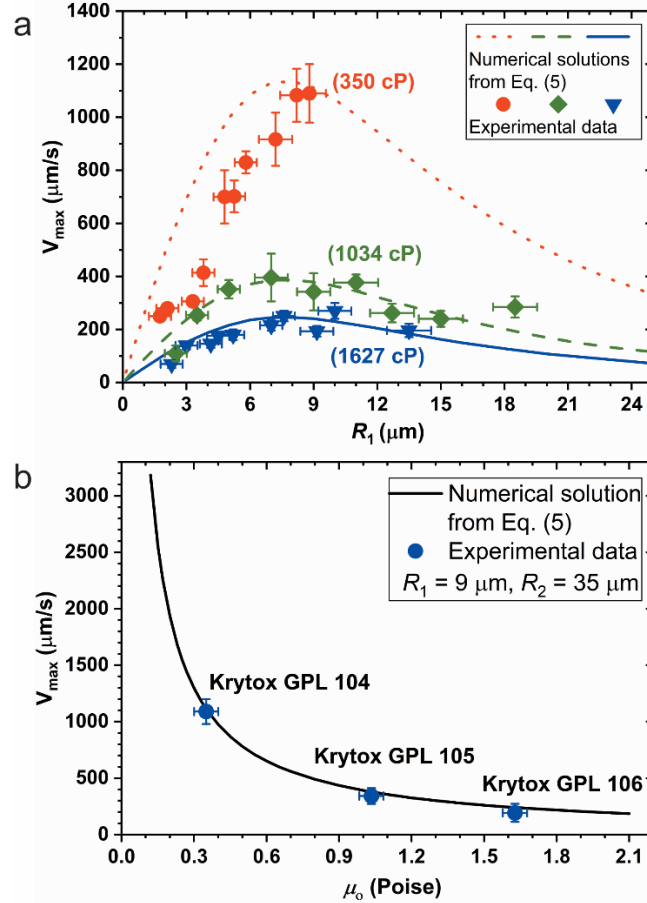 a
1400
1200
1000
800
600
400
200
0
V_max (μm/s)
(350 cP)
(1034 cP)
(1627 cP)
Numerical solutions
from Eq. (5)
Experimental data
0 3 6 9 12 15 18 21 24
R₁ (μm)
b
3000
2500
2000
1500
1000
500
0
V_max (μm/s)
Numerical solution
from Eq. (5)
Experimental data
R₁ = 9 μm, R₂ = 35 μm
Krytox GPL 104
Krytox GPL 105
Krytox GPL 106
0.0 0.3 0.6 0.9 1.2 1.5 1.8 2.1
μₒ (Poise)